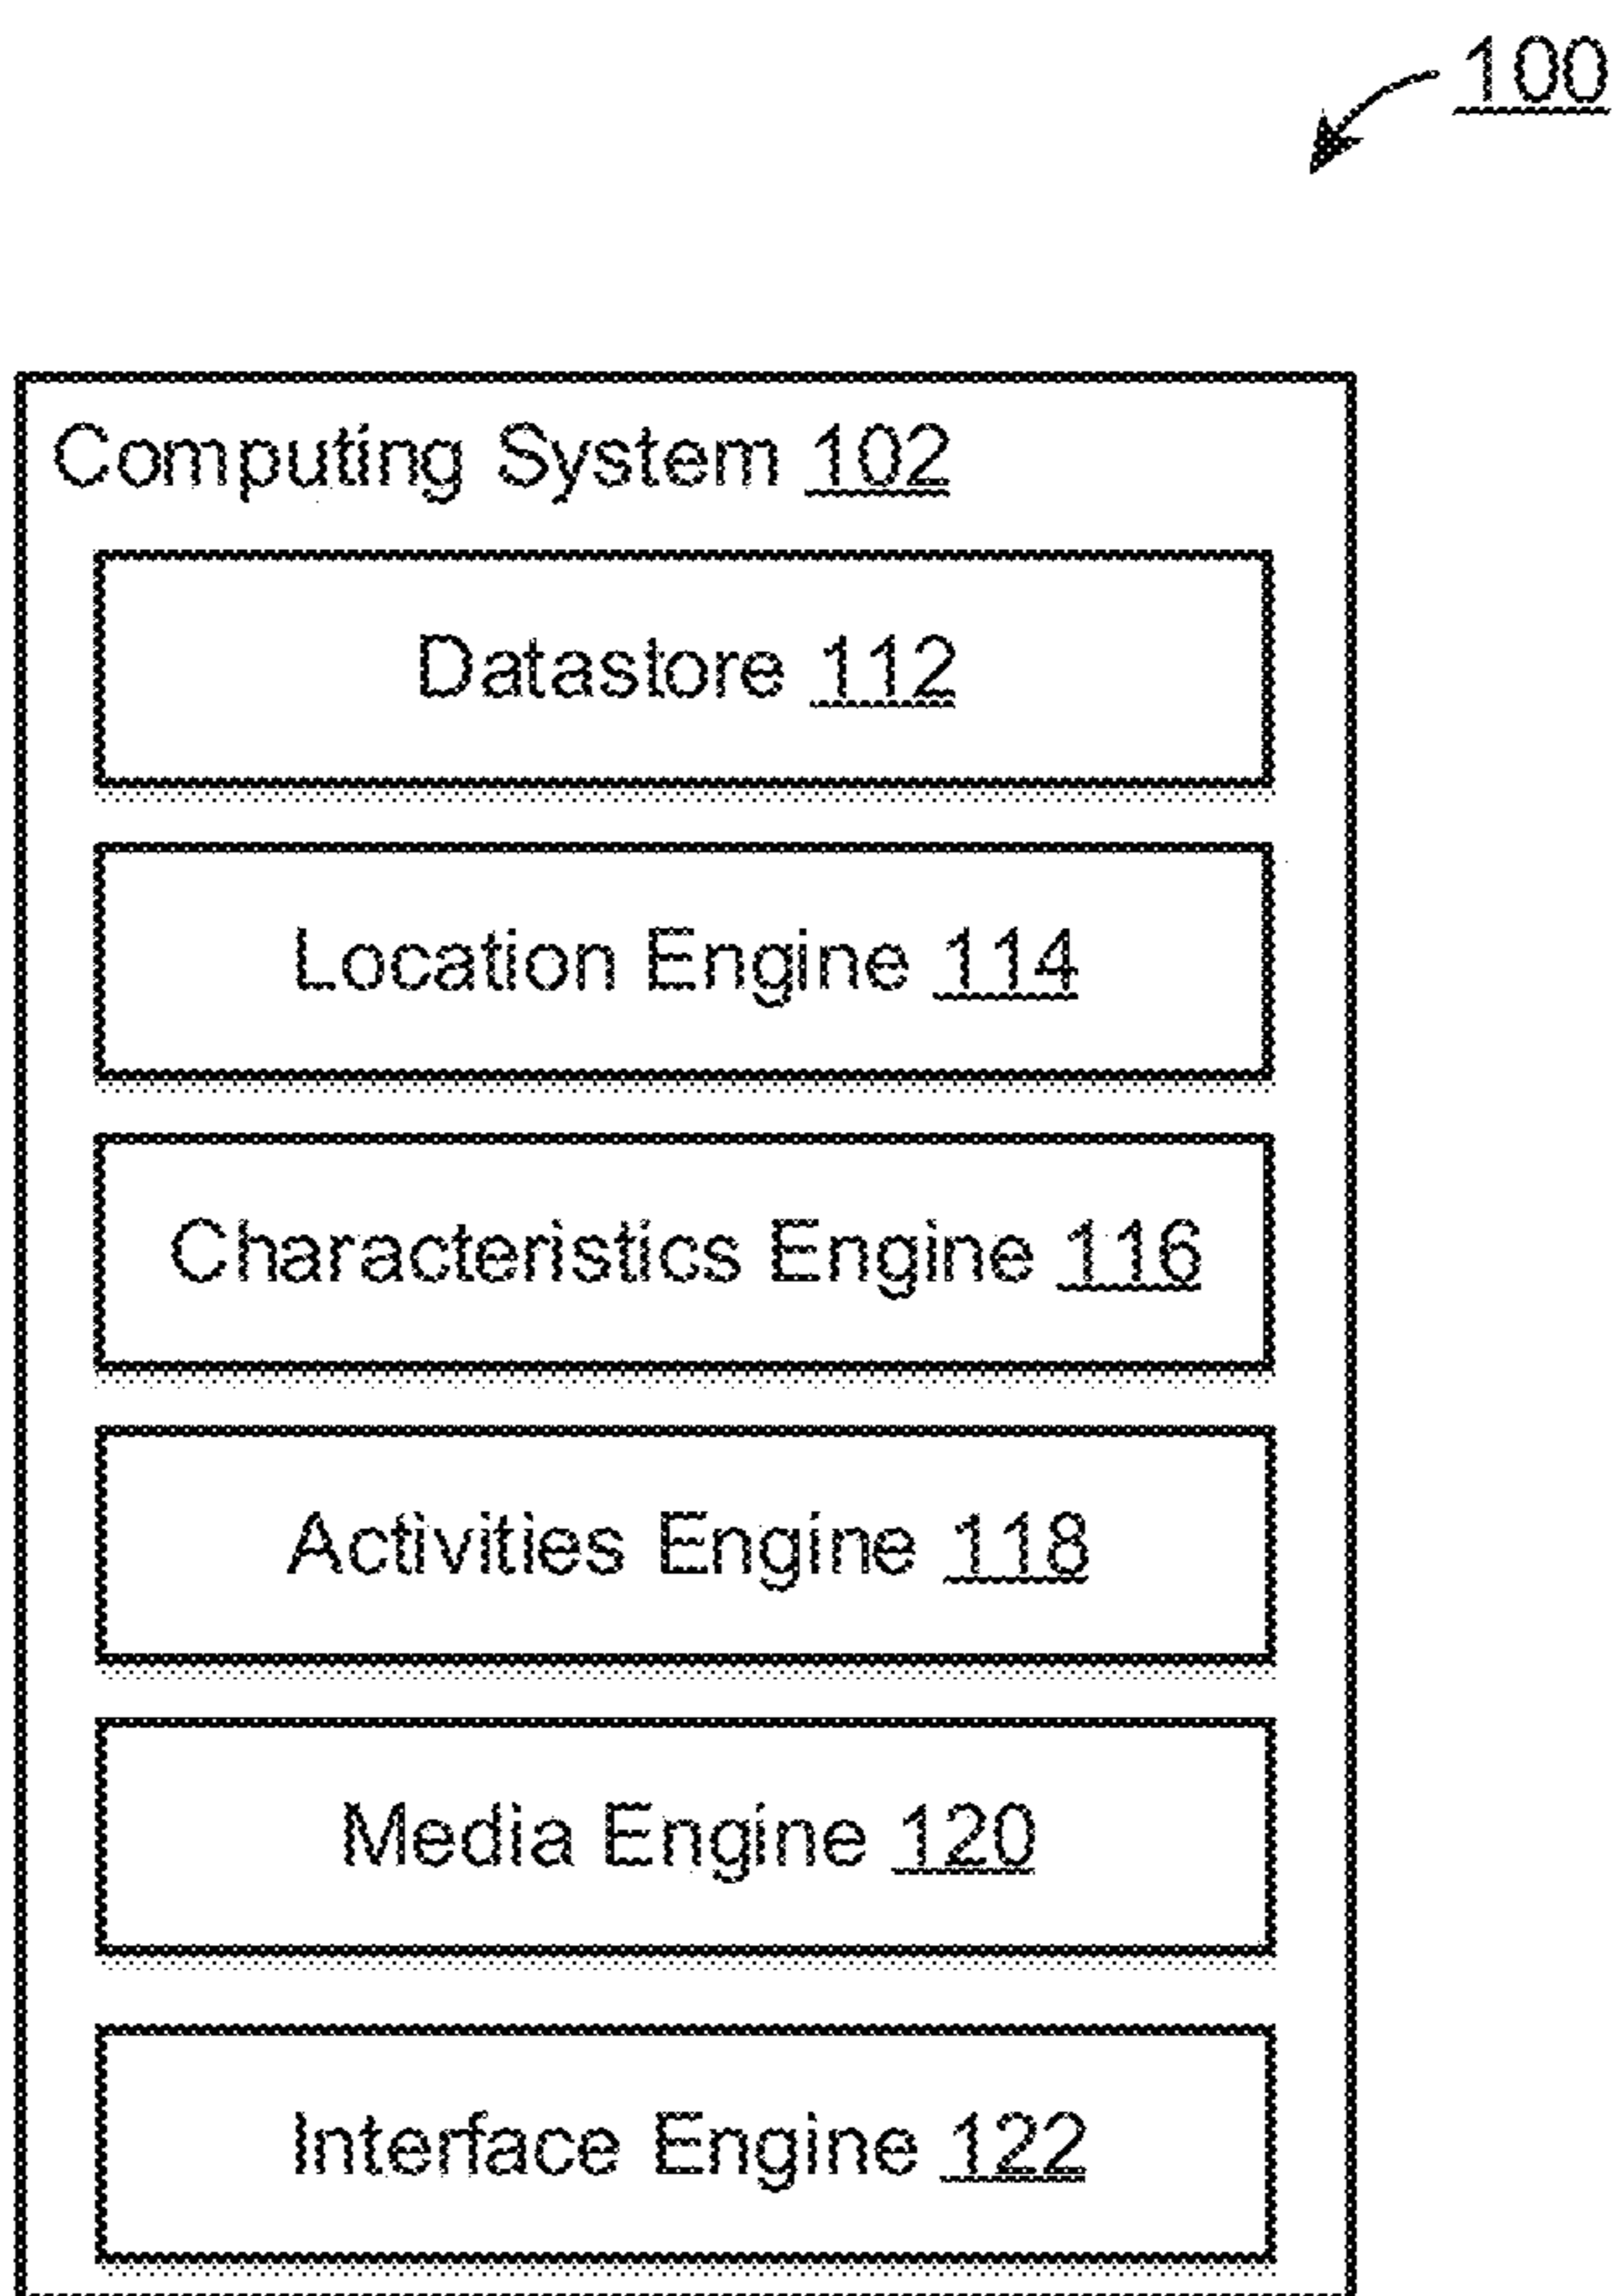 100
Computing System 102
Datastore 112
Location Engine 114
Characteristics Engine 116
Activities Engine 118
Media Engine 120
Interface Engine 122